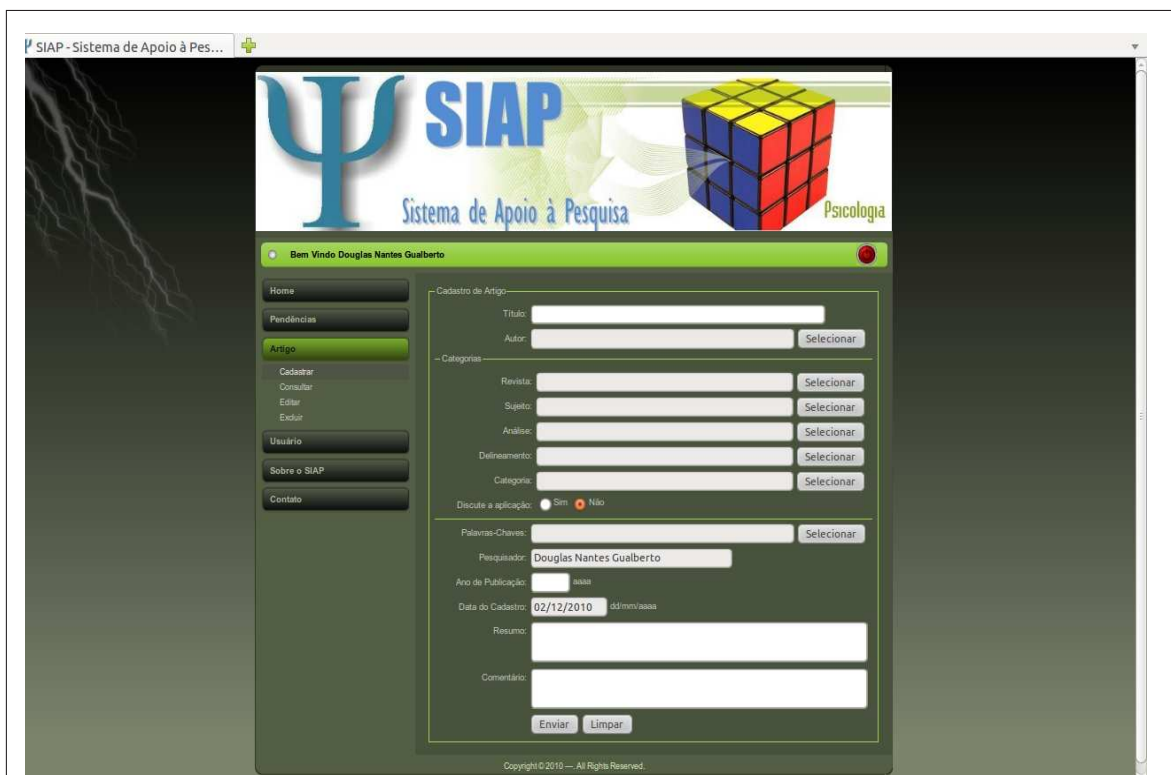 SIAP - Sistema de Apoio à Pes...
Ψ SIAP
Sistema de Apoio à Pesquisa
Psicologia
Bem Vindo Douglas Nantes Gualberto
Home
Pendências
Artigo
Cadastrar
Consultar
Editar
Excluir
Usuário
Sobre o SIAP
Contato
Cadastro de Artigo
Título:
Autor: Selecionar
Categorias
Revista: Selecionar
Sujeito: Selecionar
Análise: Selecionar
Delineamento: Selecionar
Categoria: Selecionar
Discute a aplicação: Sim Não
Palavras-Chaves: Selecionar
Pesquisador: Douglas Nantes Gualberto
Ano de Publicação: aaaa
Data do Cadastro: 02/12/2010 dd/mm/aaaa
Resumo:
Comentário:
Enviar Limpar
Copyright © 2010 —. All Rights Reserved.